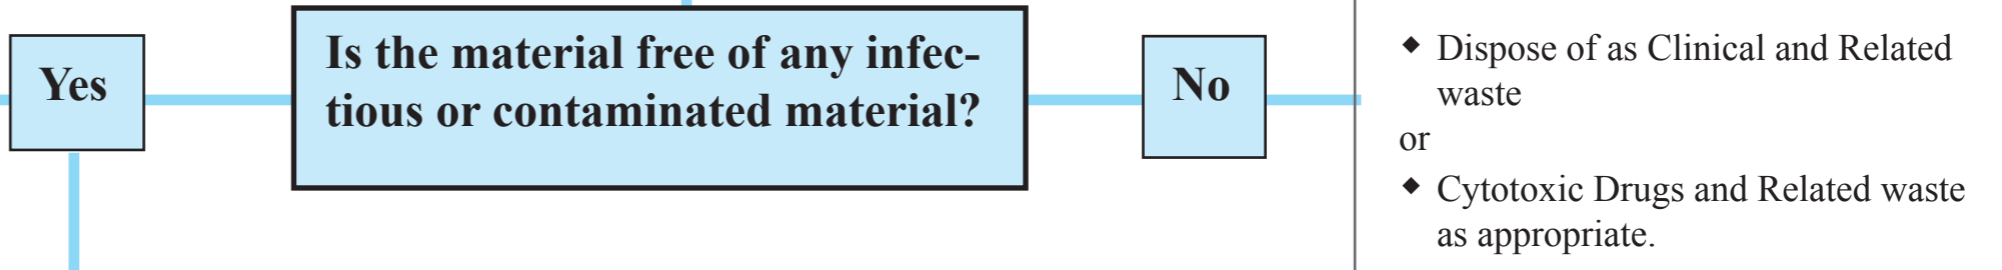 Yes
Is the material free of any infec-
tious or contaminated material?
No
◆ Dispose of as Clinical and Related
waste
or
◆ Cytotoxic Drugs and Related waste
as appropriate.